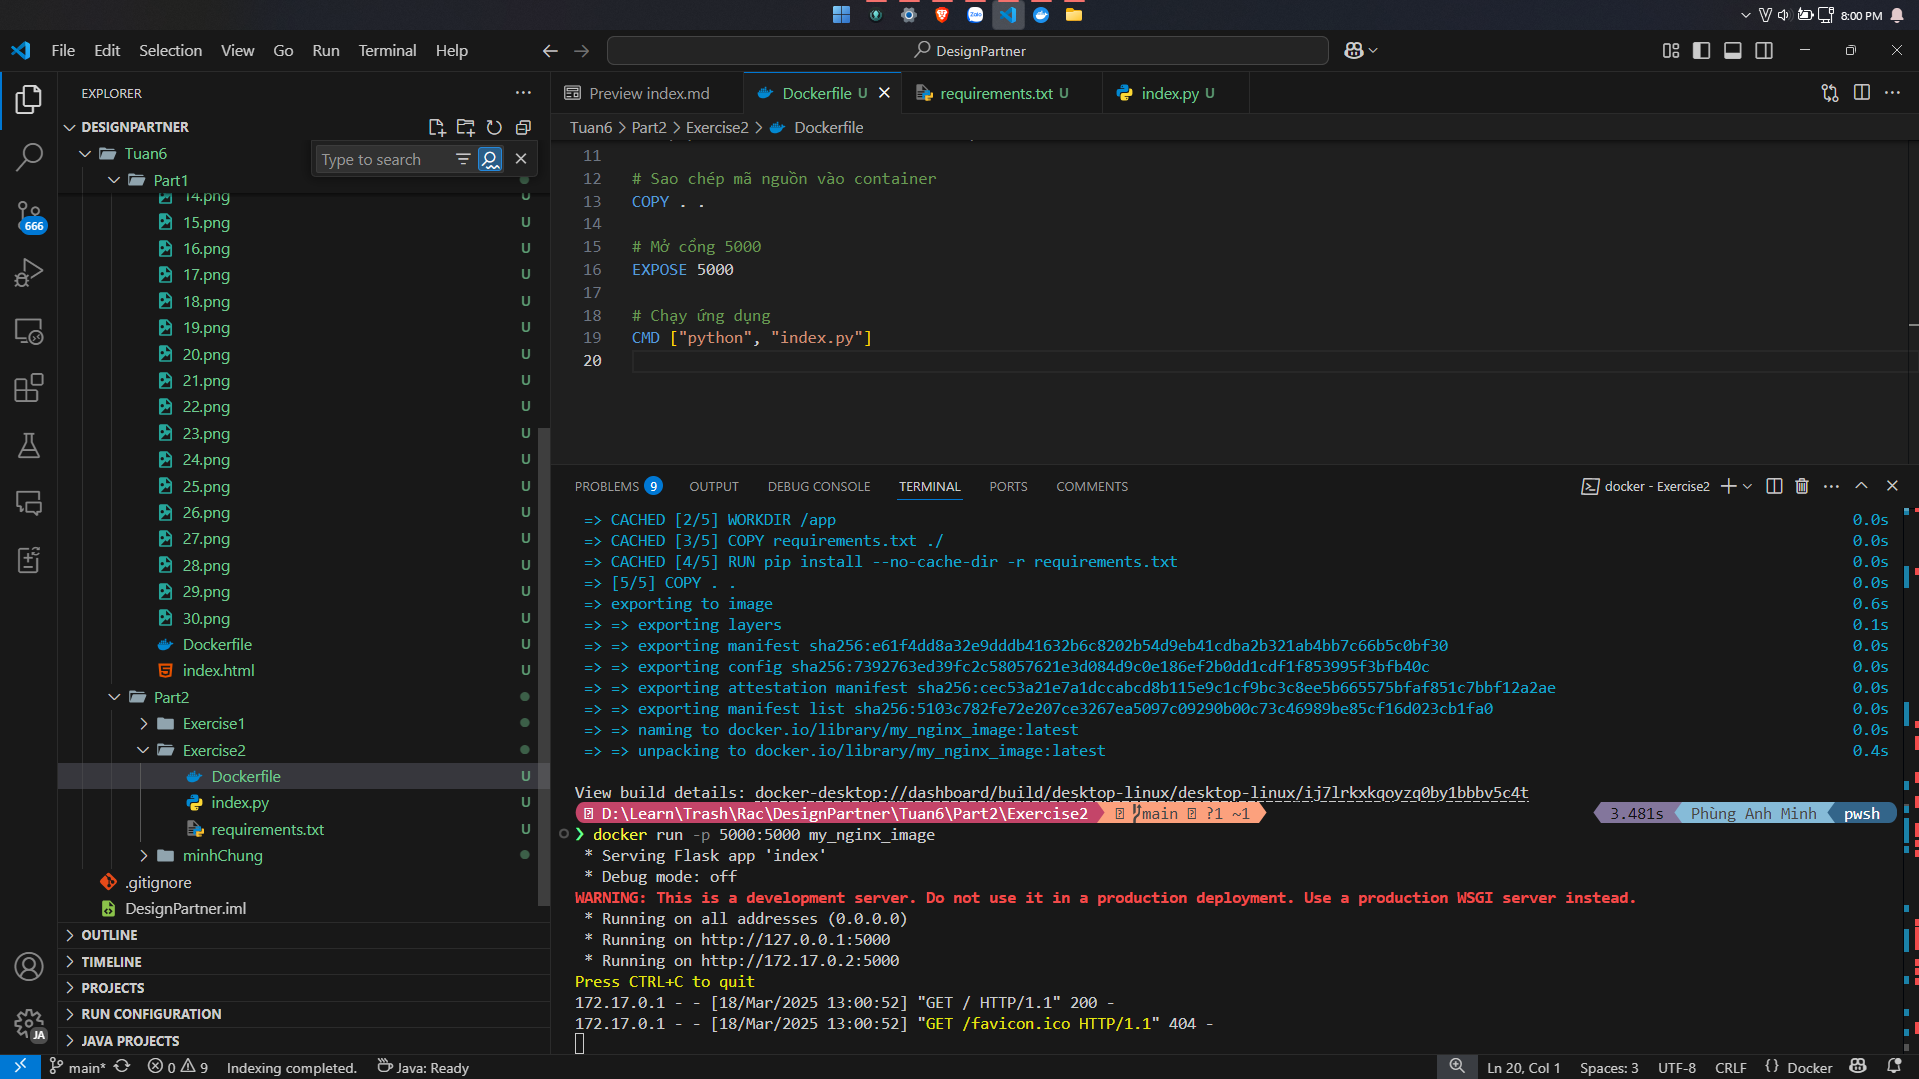 Zalo
8:00 PM
File Edit Selection View Go Run Terminal Help
DesignPartner
EXPLORER
Preview index.md
Dockerfile U
requirements.txt U
index.py U
DESIGNPARTNER
Tuan6 > Part2 > Exercise2 > Dockerfile
Tuan6
Type to search
Part1
14.png U
15.png U
16.png U
17.png U
18.png U
19.png U
20.png U
21.png U
22.png U
23.png U
24.png U
25.png U
26.png U
27.png U
28.png U
29.png U
30.png U
Dockerfile U
index.html U
Part2
Exercise1
Exercise2
Dockerfile U
index.py U
requirements.txt U
minhChung
.gitignore
DesignPartner.iml
OUTLINE
TIMELINE
PROJECTS
RUN CONFIGURATION
JAVA PROJECTS
666
JA
11
12 # Sao chép mã nguồn vào container
13 COPY . .
14
15 # Mở cổng 5000
16 EXPOSE 5000
17
18 # Chạy ứng dụng
19 CMD ["python", "index.py"]
20
PROBLEMS 9 OUTPUT DEBUG CONSOLE TERMINAL PORTS COMMENTS
docker - Exercise2
=> CACHED [2/5] WORKDIR /app 0.0s
=> CACHED [3/5] COPY requirements.txt ./ 0.0s
=> CACHED [4/5] RUN pip install --no-cache-dir -r requirements.txt 0.0s
=> [5/5] COPY . . 0.0s
=> exporting to image 0.6s
=> => exporting layers 0.1s
=> => exporting manifest sha256:e61f4dd8a32e9dddb41632b6c8202b54d9eb41cdba2b321ab4bb7c66b5c0bf30 0.0s
=> => exporting config sha256:7392763ed39fc2c58057621e3d084d9c0e186ef2b0dd1cdf1f853995f3bfb40c 0.0s
=> => exporting attestation manifest sha256:cec53a21e7a1dccabcd8b115e9c1cf9bc3c8ee5b665575bfaf851c7bbf12a2ae 0.0s
=> => exporting manifest list sha256:5103c782fe72e207ce3267ea5097c09290b00c73c46989be85cf16d023cb1fa0 0.0s
=> => naming to docker.io/library/my_nginx_image:latest 0.0s
=> => unpacking to docker.io/library/my_nginx_image:latest 0.4s
View build details: docker-desktop://dashboard/build/desktop-linux/desktop-linux/ij7lrkxkqoyzq0by1bbbv5c4t
D:\Learn\Trash\Rac\DesignPartner\Tuan6\Part2\Exercise2 main ?1 ~1 3.481s Phùng Anh Minh pwsh
❯ docker run -p 5000:5000 my_nginx_image
* Serving Flask app 'index'
* Debug mode: off
WARNING: This is a development server. Do not use it in a production deployment. Use a production WSGI server instead.
* Running on all addresses (0.0.0.0)
* Running on http://127.0.0.1:5000
* Running on http://172.17.0.2:5000
Press CTRL+C to quit
172.17.0.1 - - [18/Mar/2025 13:00:52] "GET / HTTP/1.1" 200 -
172.17.0.1 - - [18/Mar/2025 13:00:52] "GET /favicon.ico HTTP/1.1" 404 -
main* 0 9 Indexing completed. Java: Ready
Ln 20, Col 1 Spaces: 3 UTF-8 CRLF {} Docker